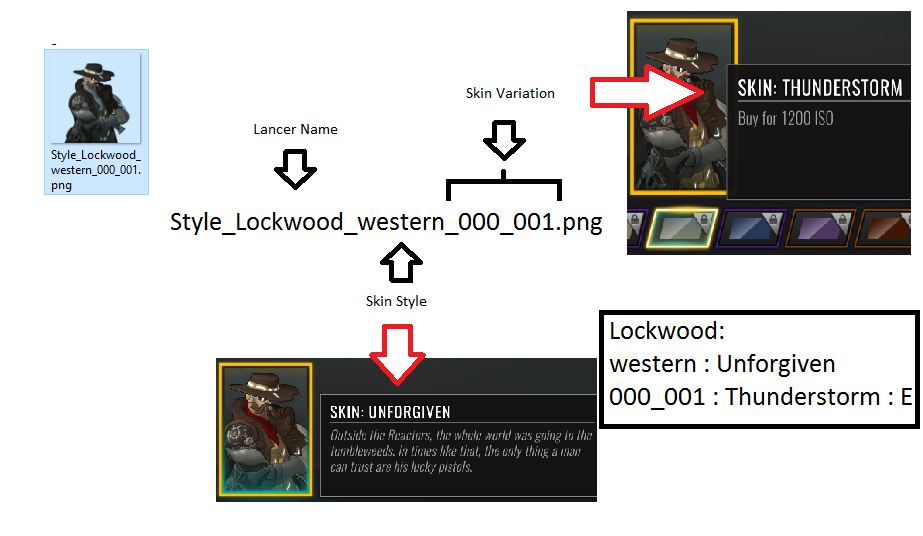 Style_Lockwood_
western_000_001.
png
Lancer Name
Skin Variation
Style_Lockwood_western_000_001.png
Skin Style
SKIN: THUNDERSTORM
Buy for 1200 ISO
SKIN: UNFORGIVEN
Outside the Reactors, the whole world was going to the
tumbleweeds. in times like that, the only thing a man
can trust are his lucky pistols.
Lockwood:
western : Unforgiven
000_001 : Thunderstorm : E